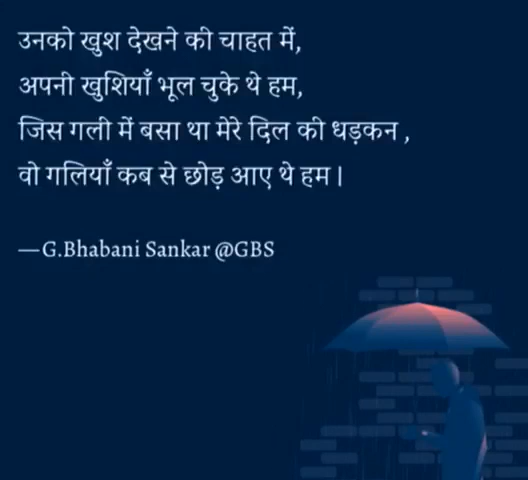 उनको खुश देखने की चाहत में,
अपनी खुशियाँ भूल चुके थे हम,
जिस गली में बसा था मेरे दिल की धड़कन ,
वो गलियाँ कब से छोड़ आए थे हम |
—G.Bhabani Sankar @GBS